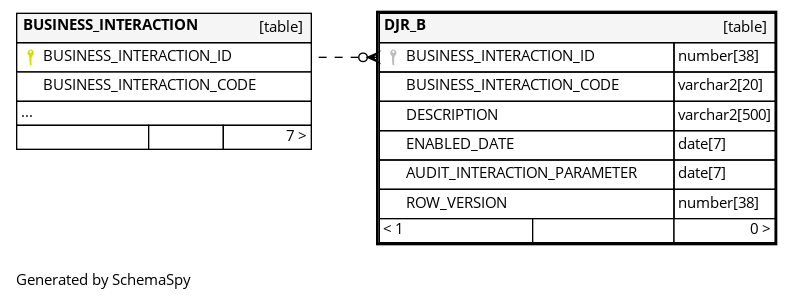 BUSINESS_INTERACTION [table]
BUSINESS_INTERACTION_ID
BUSINESS_INTERACTION_CODE
...
7 >
DJR_B [table]
BUSINESS_INTERACTION_ID number[38]
BUSINESS_INTERACTION_CODE varchar2[20]
DESCRIPTION varchar2[500]
ENABLED_DATE date[7]
AUDIT_INTERACTION_PARAMETER date[7]
ROW_VERSION number[38]
< 1 0 >
Generated by SchemaSpy